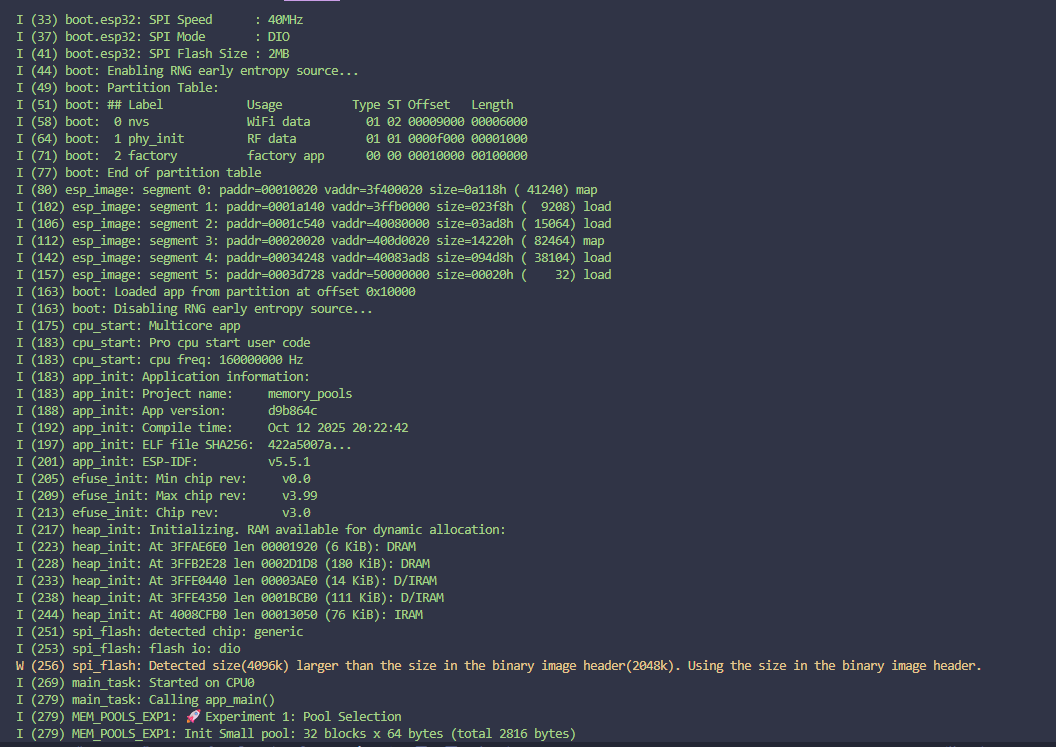 I (33) boot.esp32: SPI Speed      : 40MHz
I (37) boot.esp32: SPI Mode       : DIO
I (41) boot.esp32: SPI Flash Size : 2MB
I (44) boot: Enabling RNG early entropy source...
I (49) boot: Partition Table:
I (51) boot: ## Label            Usage          Type ST Offset   Length
I (58) boot:  0 nvs              WiFi data        01 02 00009000 00006000
I (64) boot:  1 phy_init         RF data          01 01 0000f000 00001000
I (71) boot:  2 factory          factory app      00 00 00010000 00100000
I (77) boot: End of partition table
I (80) esp_image: segment 0: paddr=00010020 vaddr=3f400020 size=0a118h ( 41240) map
I (102) esp_image: segment 1: paddr=0001a140 vaddr=3ffb0000 size=023f8h (  9208) load
I (106) esp_image: segment 2: paddr=0001c540 vaddr=40080000 size=03ad8h ( 15064) load
I (112) esp_image: segment 3: paddr=00020020 vaddr=400d0020 size=14220h ( 82464) map
I (142) esp_image: segment 4: paddr=00034248 vaddr=40083ad8 size=094d8h ( 38104) load
I (157) esp_image: segment 5: paddr=0003d728 vaddr=50000000 size=00020h (    32) load
I (163) boot: Loaded app from partition at offset 0x10000
I (163) boot: Disabling RNG early entropy source...
I (175) cpu_start: Multicore app
I (183) cpu_start: Pro cpu start user code
I (183) cpu_start: cpu freq: 160000000 Hz
I (183) app_init: Application information:
I (183) app_init: Project name:     memory_pools
I (188) app_init: App version:      d9b864c
I (192) app_init: Compile time:     Oct 12 2025 20:22:42
I (197) app_init: ELF file SHA256:  422a5007a...
I (201) app_init: ESP-IDF:          v5.5.1
I (205) efuse_init: Min chip rev:     v0.0
I (209) efuse_init: Max chip rev:     v3.99
I (213) efuse_init: Chip rev:         v3.0
I (217) heap_init: Initializing. RAM available for dynamic allocation:
I (223) heap_init: At 3FFAE6E0 len 00001920 (6 KiB): DRAM
I (228) heap_init: At 3FFB2E28 len 0002D1D8 (180 KiB): DRAM
I (233) heap_init: At 3FFE0440 len 00003AE0 (14 KiB): D/IRAM
I (238) heap_init: At 3FFE4350 len 0001BCB0 (111 KiB): D/IRAM
I (244) heap_init: At 4008CFB0 len 00013050 (76 KiB): IRAM
I (251) spi_flash: detected chip: generic
I (253) spi_flash: flash io: dio
W (256) spi_flash: Detected size(4096k) larger than the size in the binary image header(2048k). Using the size in the binary image header.
I (269) main_task: Started on CPU0
I (279) main_task: Calling app_main()
I (279) MEM_POOLS_EXP1: 🚀 Experiment 1: Pool Selection
I (279) MEM_POOLS_EXP1: Init Small pool: 32 blocks x 64 bytes (total 2816 bytes)